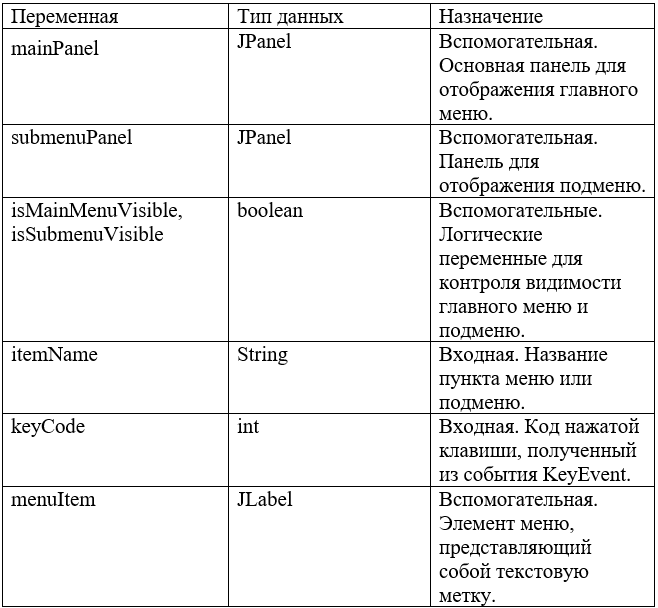 Переменная Тип данных Назначение
mainPanel JPanel Вспомогательная.
Основная панель для
отображения главного
меню.
submenuPanel JPanel Вспомогательная.
Панель для
отображения подменю.
isMainMenuVisible, boolean Вспомогательные.
isSubmenuVisible Логические
переменные для
контроля видимости
главного меню и
подменю.
itemName String Входная. Название
пункта меню или
подменю.
keyCode int Входная. Код нажатой
клавиши, полученный
из события KeyEvent.
menuItem JLabel Вспомогательная.
Элемент меню,
представляющий
собой текстовую
метку.